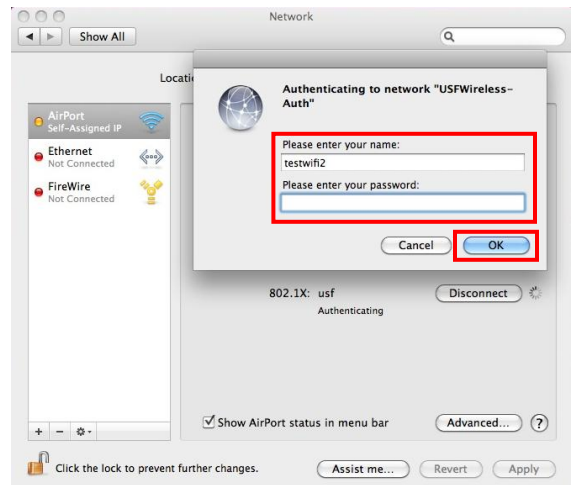 Network
Show All
Locati
Authenticating to network "USFWireless-
Auth"
Please enter your name:
testwifi2
Please enter your password:
Cancel
OK
AirPort
Self-Assigned IP
Ethernet
Not Connected
FireWire
Not Connected
802.1X: usf
Disconnect
Authenticating
Show AirPort status in menu bar
Advanced...
?
Click the lock to prevent further changes.
Assist me...
Revert
Apply